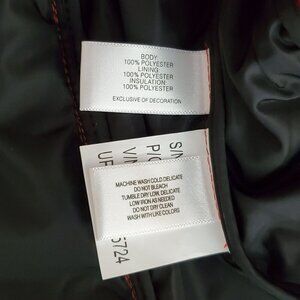 BODY
100% POLYESTER
LINING
100% POLYESTER
INSULATION:
100% POLYESTER
EXCLUSIVE OF DECORATION
MACHINE WASH COLD.DELICATE
DO NOT BLEACH
TUMBLE DRY LOW, DELICATE
LOW IRON AS NEEDED
DO NOT DRY CLEAN
WASH WITH LIKE COLORS
S/N
P/O
V/N
5724